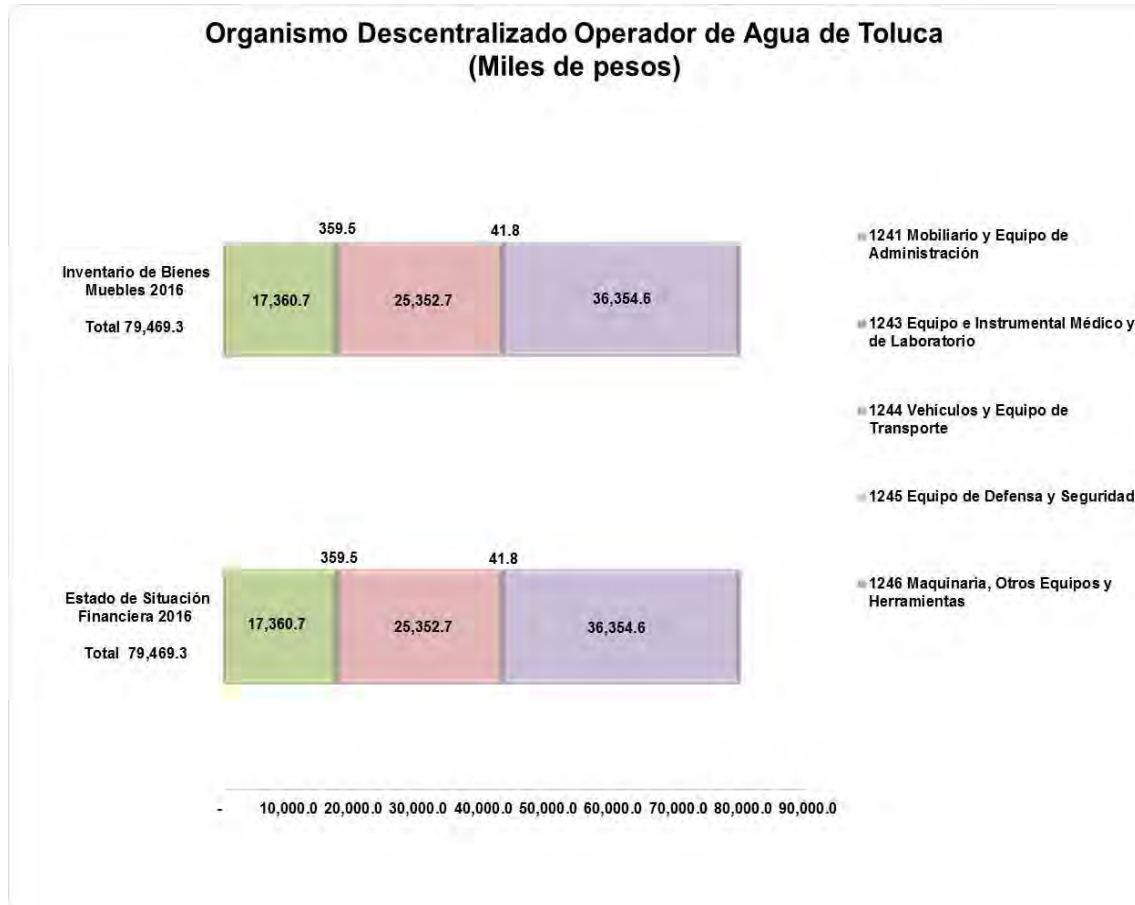 Organismo Descentralizado Operador de Agua de Toluca
(Miles de pesos)
359.5
41.8
Inventario de Bienes
Muebles 2016
Total 79,469.3
17,360.7
25,352.7
36,354.6
359.5
41.8
Estado de Situación
Financiera 2016
Total 79,469.3
17,360.7
25,352.7
36,354.6
- 10,000.0 20,000.0 30,000.0 40,000.0 50,000.0 60,000.0 70,000.0 80,000.0 90,000.0
1241 Mobiliario y Equipo de
Administración
1243 Equipo e Instrumental Médico y
de Laboratorio
1244 Vehículos y Equipo de
Transporte
1245 Equipo de Defensa y Seguridad
1246 Maquinaria, Otros Equipos y
Herramientas